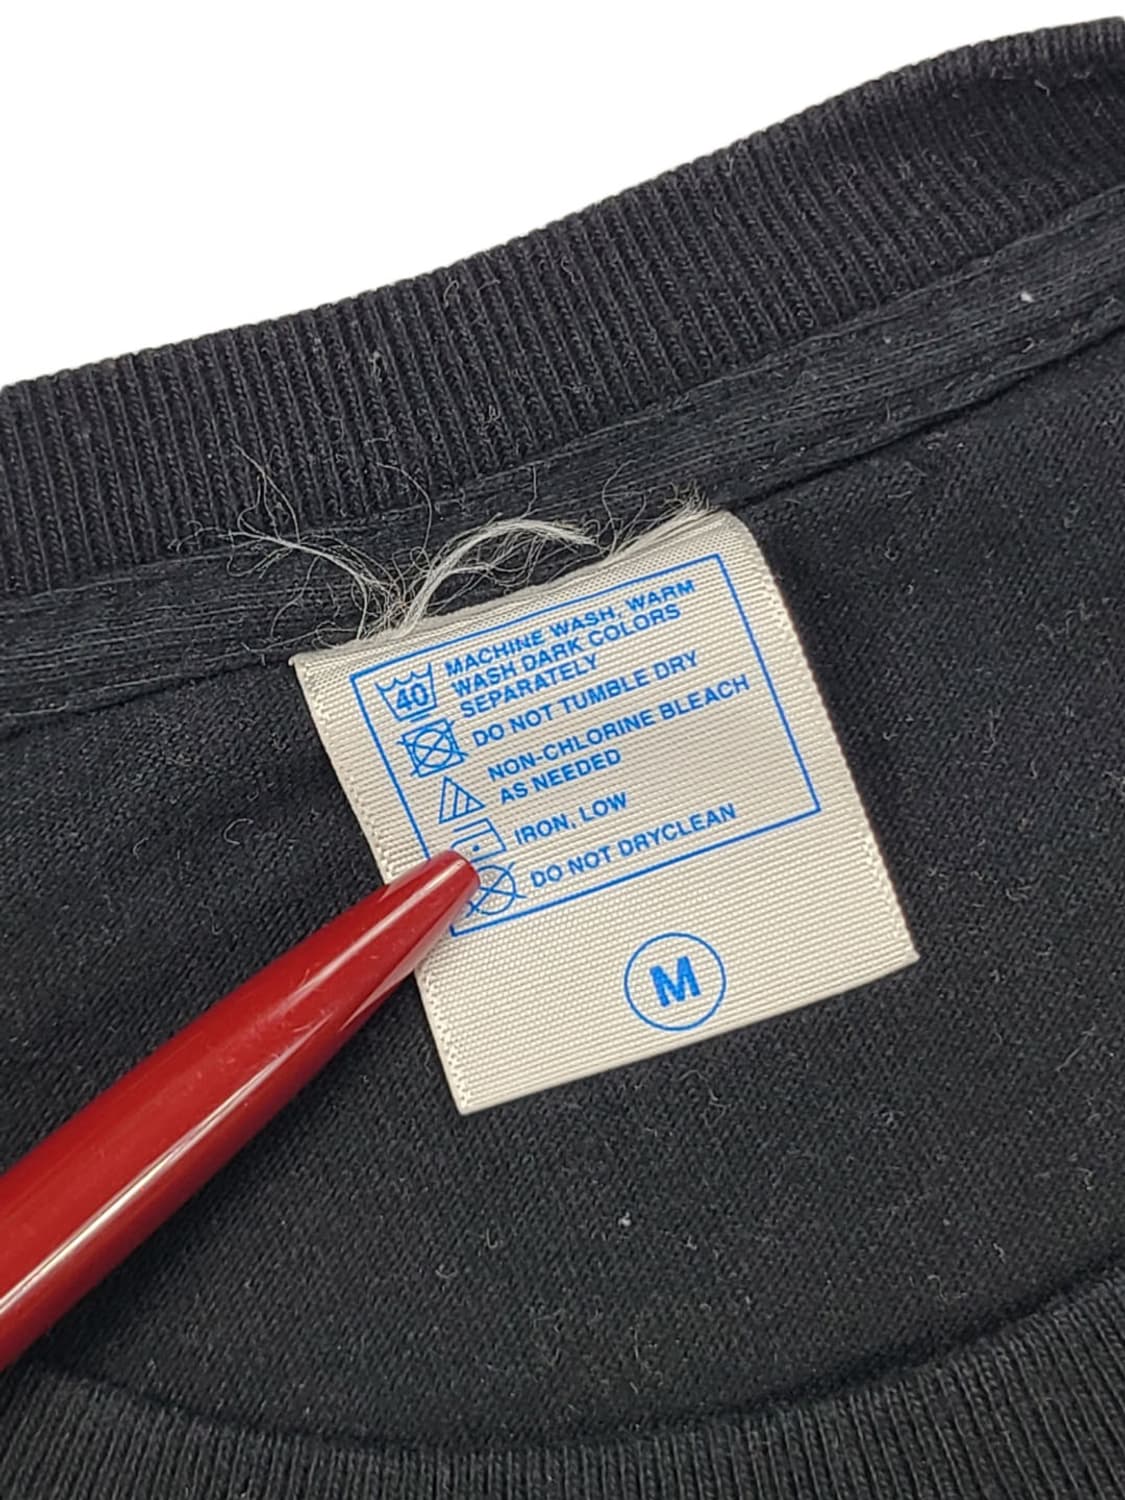 40 MACHINE WASH, WARM
WASH DARK COLORS
SEPARATELY
DO NOT TUMBLE DRY
NON-CHLORINE BLEACH
AS NEEDED
IRON, LOW
DO NOT DRYCLEAN
M